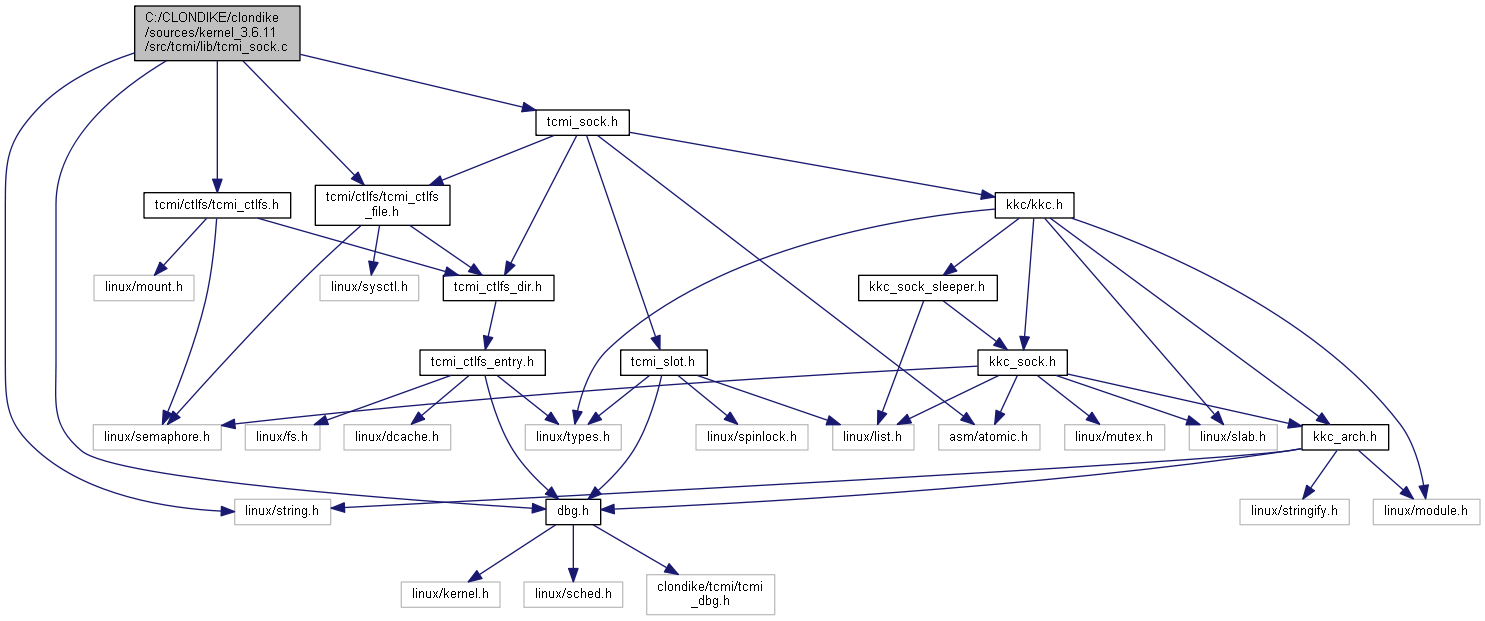 C:/CLONDIKE/clondike
/sources/kernel_3.6.11
/src/tcmi/lib/tcmi_sock.c
tcmi_sock.h
tcmi/ctlfs/tcmi_ctlfs.h
tcmi/ctlfs/tcmi_ctlfs
_file.h
kkc/kkc.h
linux/mount.h
linux/sysctl.h
tcmi_ctlfs_dir.h
kkc_sock_sleeper.h
tcmi_ctlfs_entry.h
tcmi_slot.h
kkc_sock.h
linux/semaphore.h
linux/fs.h
linux/dcache.h
linux/types.h
linux/spinlock.h
linux/list.h
asm/atomic.h
linux/mutex.h
linux/slab.h
kkc_arch.h
linux/string.h
dbg.h
linux/stringify.h
linux/module.h
linux/kernel.h
linux/sched.h
clondike/tcmi/tcmi
_dbg.h